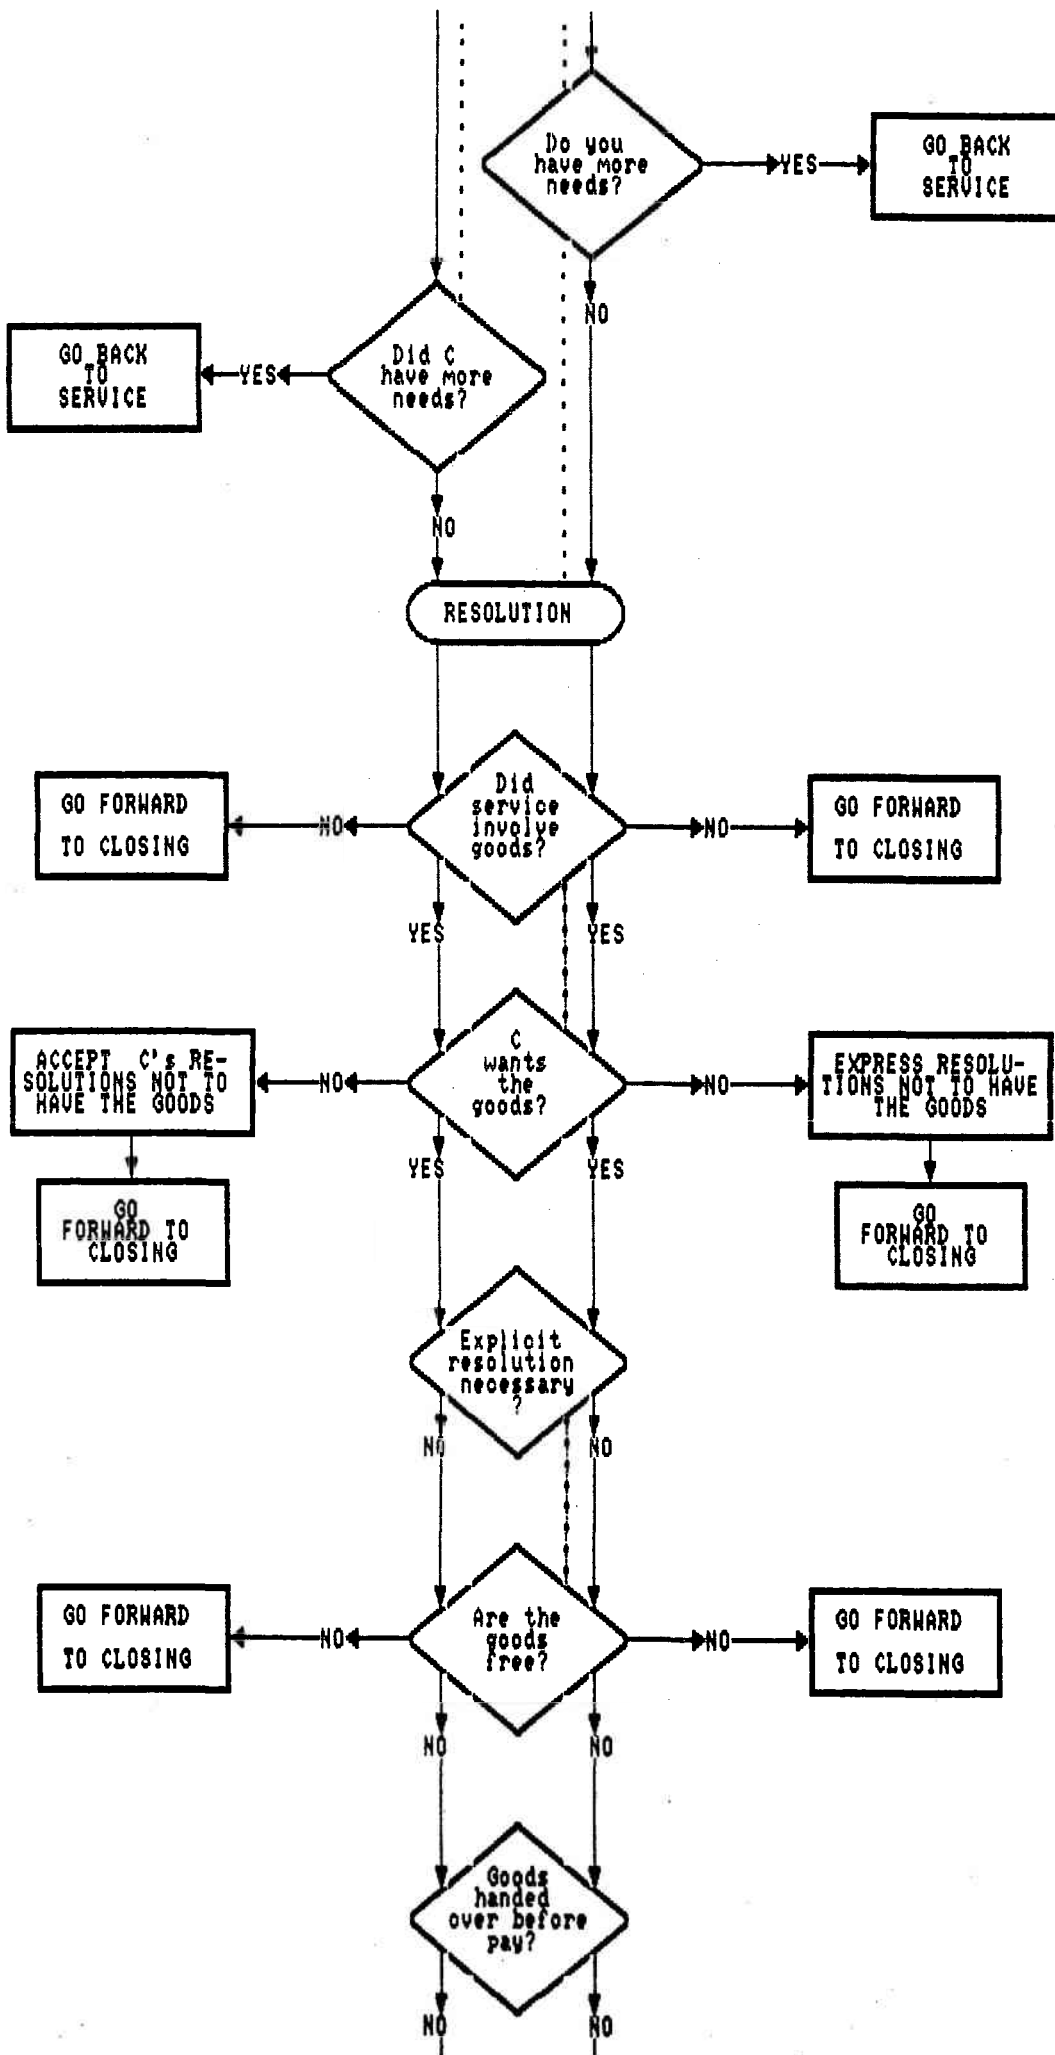 Do you
have more
needs?
YES
GO BACK
TO
SERVICE
NO
Did C
have more
needs?
YES
GO BACK
TO
SERVICE
NO
RESOLUTION
Did
service
involve
goods?
NO
GO FORWARD
TO CLOSING
NO
GO FORWARD
TO CLOSING
YES
YES
C
wants
the
goods?
NO
ACCEPT C's RE-
SOLUTIONS NOT TO
HAVE THE GOODS
GO
FORWARD TO
CLOSING
NO
EXPRESS RESOLU-
TIONS NOT TO HAVE
THE GOODS
GO
FORWARD TO
CLOSING
YES
YES
Explicit
resolution
necessary
?
NO
NO
Are the
goods
free?
NO
GO FORWARD
TO CLOSING
NO
GO FORWARD
TO CLOSING
NO
NO
Goods
handed
over before
pay?
NO
NO